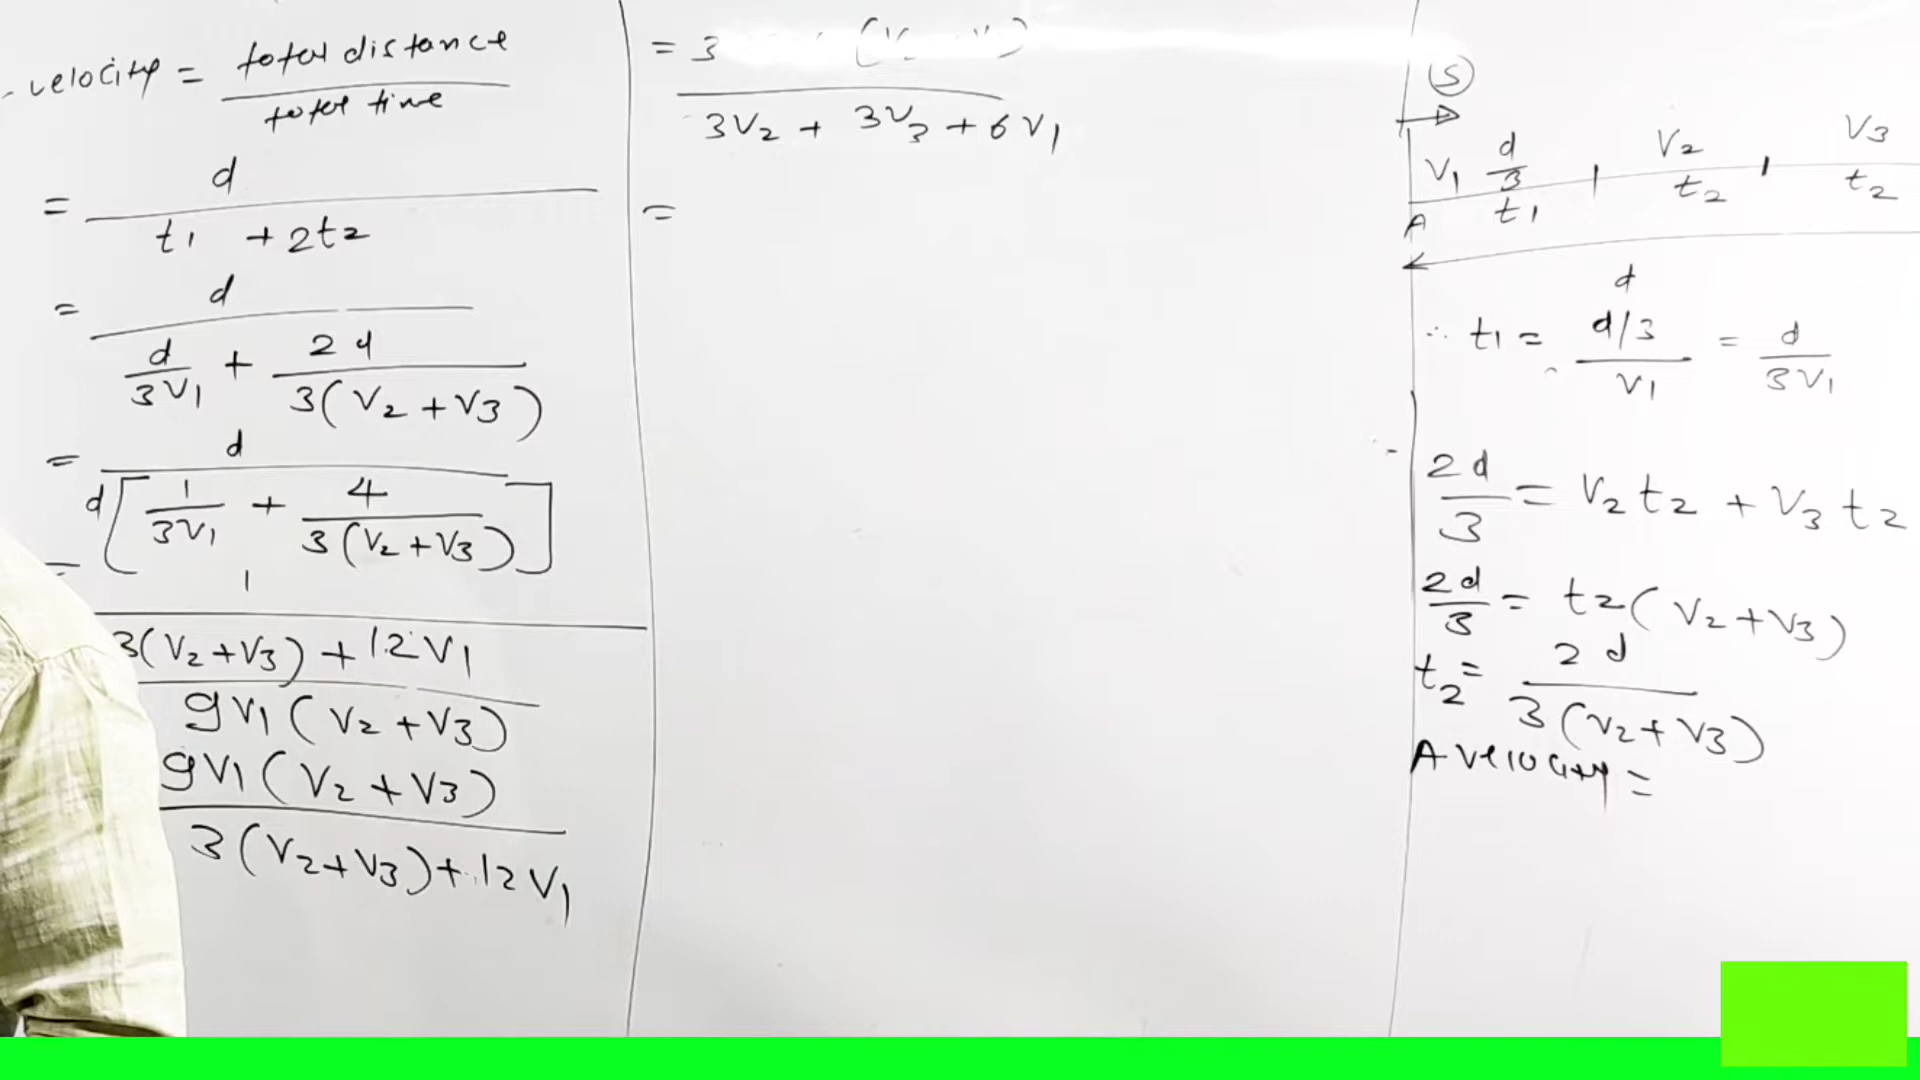 velocity = total distance / total time
= d / t1 + 2t2
= d / d/3V1 + 2d/3(V2+V3)
= d / d[1/3V1 + 4/3(V2+V3)]
= 1 / 3(V2+V3)+12V1 / 9V1(V2+V3)
9V1(V2+V3) / 3(V2+V3)+12V1
= 3 / 3V2 + 3V3 + 6V1
=
S
V1 d/3 t1 V2 t2 V3 t2
A
d
∴ t1 = d/3 / V1 = d / 3V1
2d/3 = V2t2 + V3t2
2d/3 = t2(V2+V3)
t2 = 2d / 3(V2+V3)
A velocity =